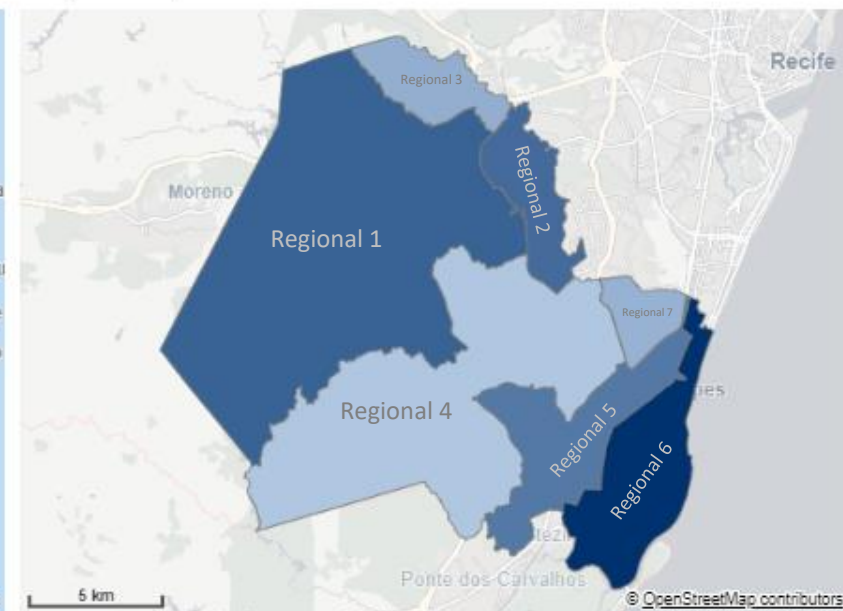 Recife
Regional 3
Moreno
Regional 2
Regional 1
Regional 7
Regional 4
Regional 5
Regional 6
Ponte dos Carvalhos
5 km
© OpenStreetMap contributors